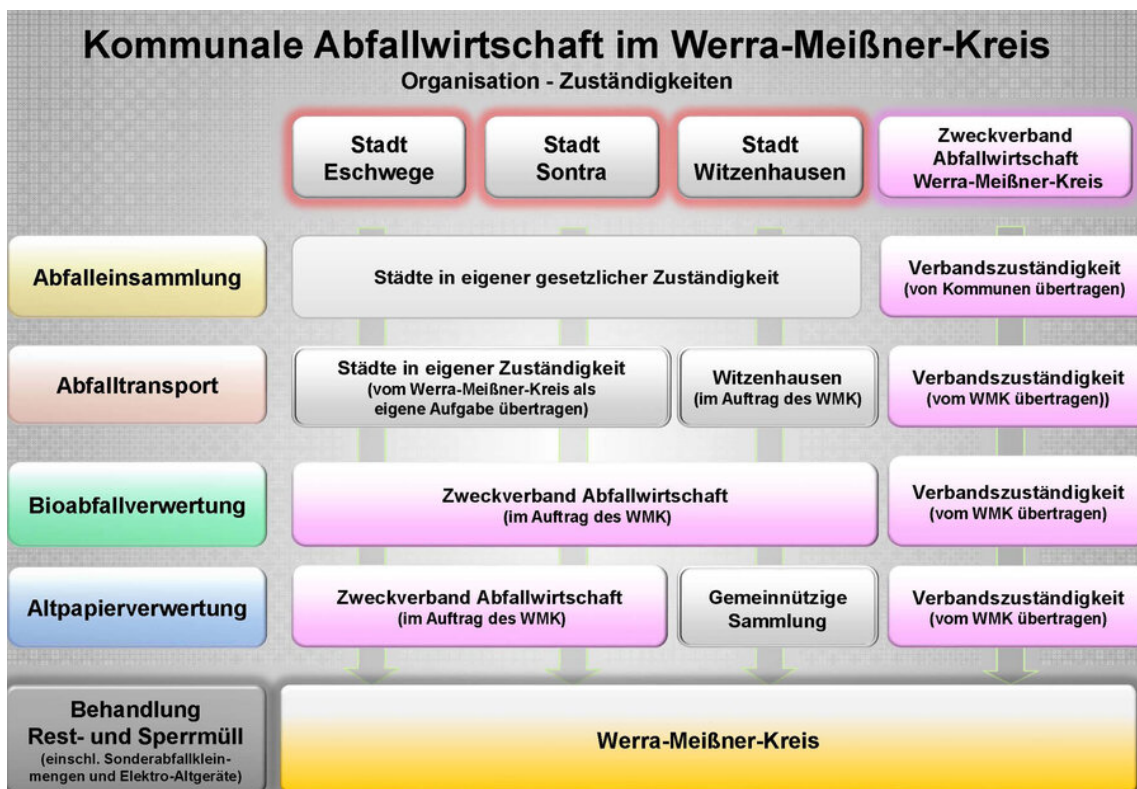 Kommunale Abfallwirtschaft im Werra-Meißner-Kreis
Organisation - Zuständigkeiten
Stadt
Eschwege
Stadt
Sontra
Stadt
Witzenhausen
Zweckverband
Abfallwirtschaft
Werra-Meißner-Kreis
Abfalleinsammlung
Städte in eigener gesetzlicher Zuständigkeit
Verbandszuständigkeit
(von Kommunen übertragen)
Abfalltransport
Städte in eigener Zuständigkeit
(vom Werra-Meißner-Kreis als
eigene Aufgabe übertragen)
Witzenhausen
(im Auftrag des WMK)
Verbandszuständigkeit
(vom WMK übertragen))
Bioabfallverwertung
Zweckverband Abfallwirtschaft
(im Auftrag des WMK)
Verbandszuständigkeit
(vom WMK übertragen)
Altpapierverwertung
Zweckverband Abfallwirtschaft
(im Auftrag des WMK)
Gemeinnützige
Sammlung
Verbandszuständigkeit
(vom WMK übertragen)
Behandlung
Rest- und Sperrmüll
(einschl. Sonderabfallklein-
mengen und Elektro-Altgeräte)
Werra-Meißner-Kreis